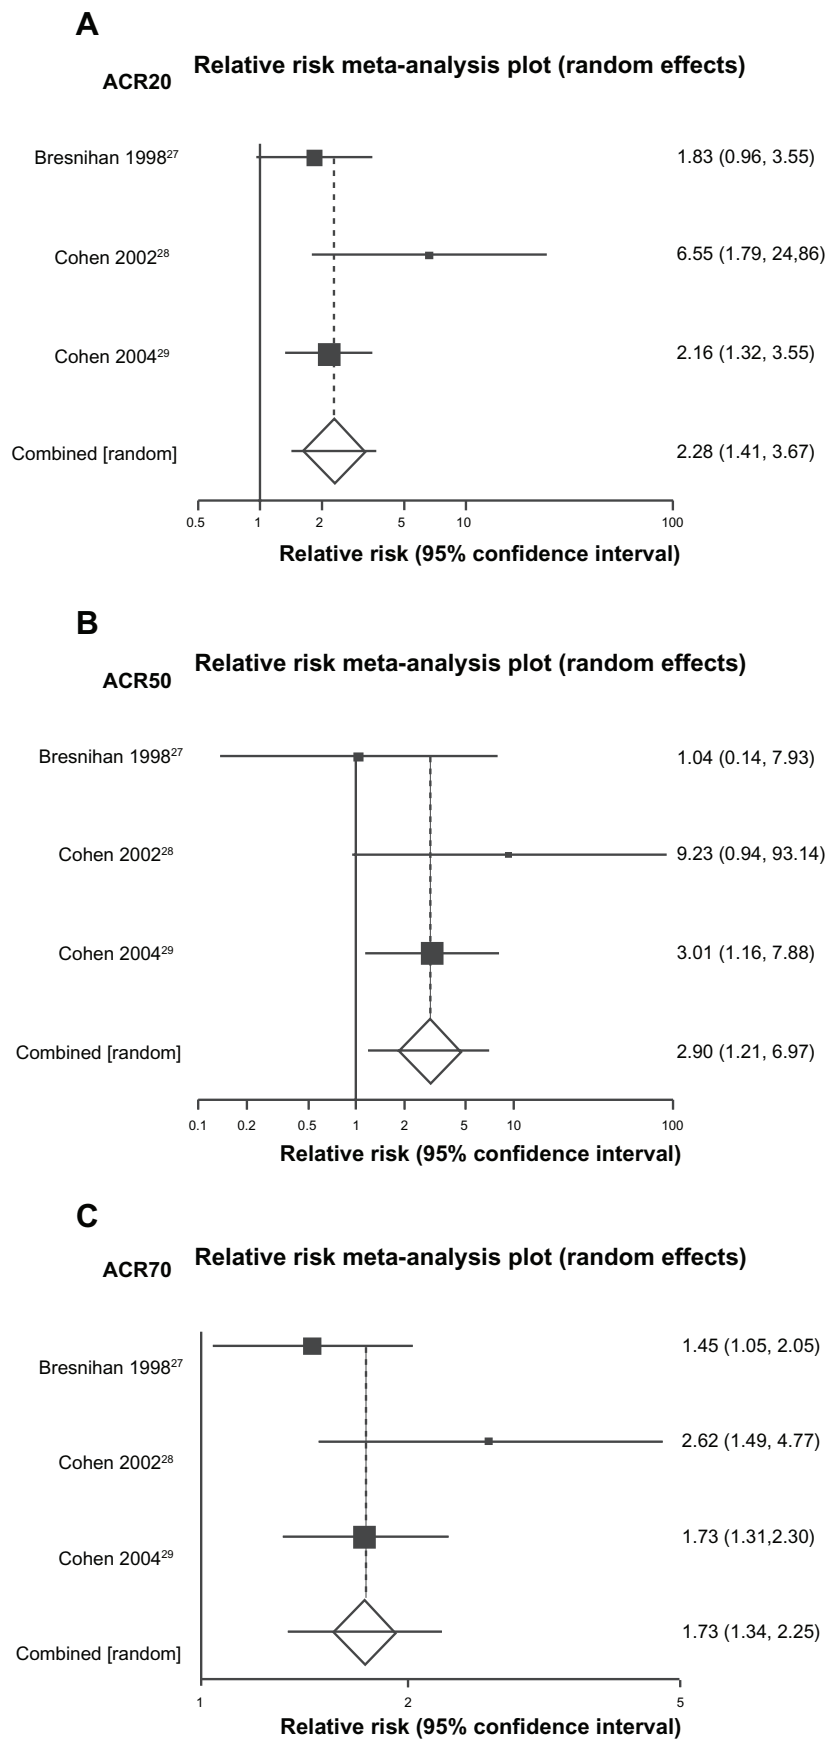 A
Relative risk meta-analysis plot (random effects)
ACR20
Bresnihan 1998²⁷ 1.83 (0.96, 3.55)
Cohen 2002²⁸ 6.55 (1.79, 24,86)
Cohen 2004²⁹ 2.16 (1.32, 3.55)
Combined [random] 2.28 (1.41, 3.67)
0.5 1 2 5 10 100
Relative risk (95% confidence interval)
B
Relative risk meta-analysis plot (random effects)
ACR50
Bresnihan 1998²⁷ 1.04 (0.14, 7.93)
Cohen 2002²⁸ 9.23 (0.94, 93.14)
Cohen 2004²⁹ 3.01 (1.16, 7.88)
Combined [random] 2.90 (1.21, 6.97)
0.1 0.2 0.5 1 2 5 10 100
Relative risk (95% confidence interval)
C
Relative risk meta-analysis plot (random effects)
ACR70
Bresnihan 1998²⁷ 1.45 (1.05, 2.05)
Cohen 2002²⁸ 2.62 (1.49, 4.77)
Cohen 2004²⁹ 1.73 (1.31,2.30)
Combined [random] 1.73 (1.34, 2.25)
1 2 5
Relative risk (95% confidence interval)